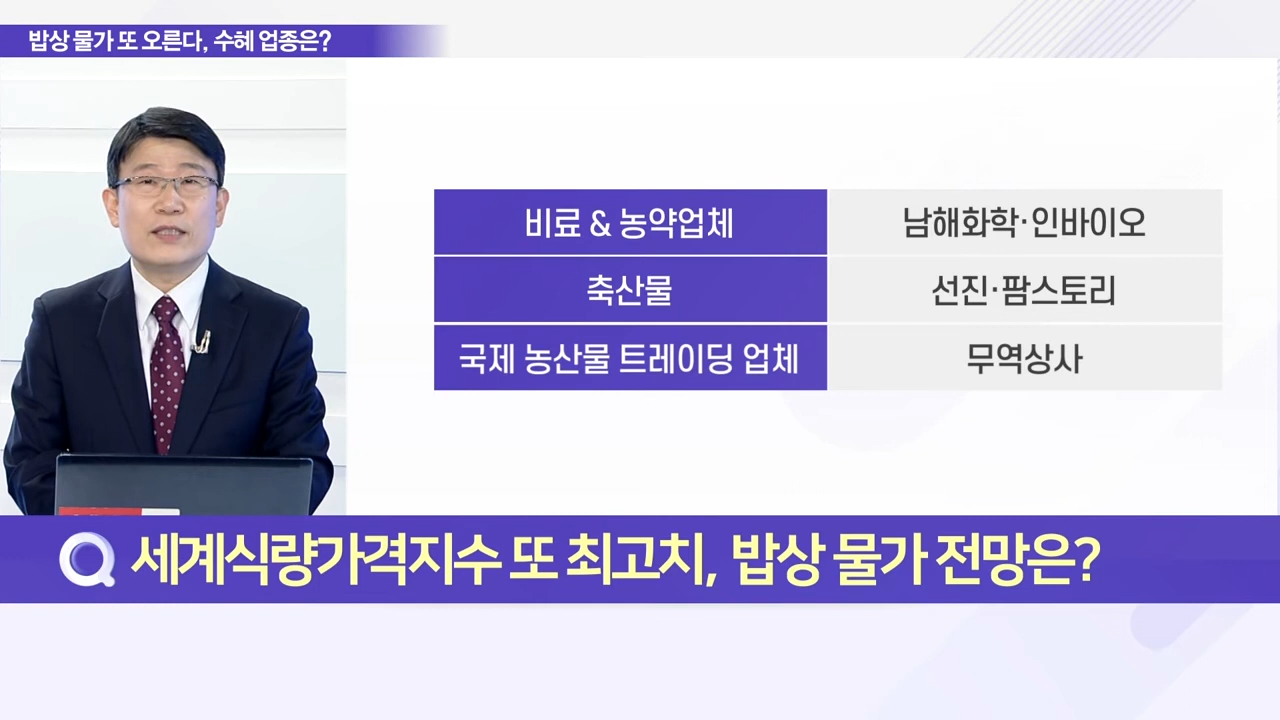 밥상 물가 또 오른다, 수혜 업종은?
비료 & 농약업체 남해화학·인바이오
축산물 선진·팜스토리
국제 농산물 트레이딩 업체 무역상사
세계식량가격지수 또 최고치, 밥상 물가 전망은?